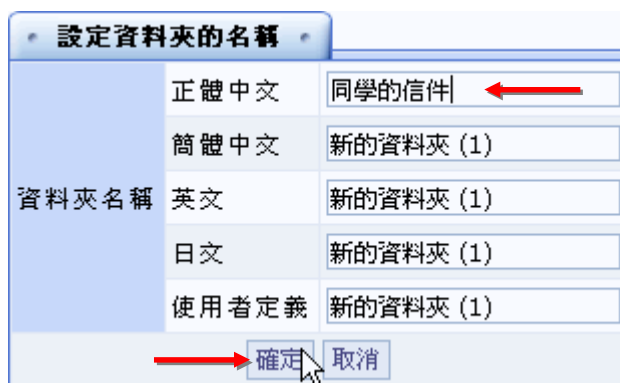 • 設定資料夾的名稱 •
正體中文 同學的信件
簡體中文 新的資料夾 (1)
資料夾名稱 英文 新的資料夾 (1)
日文 新的資料夾 (1)
使用者定義 新的資料夾 (1)
確定 取消